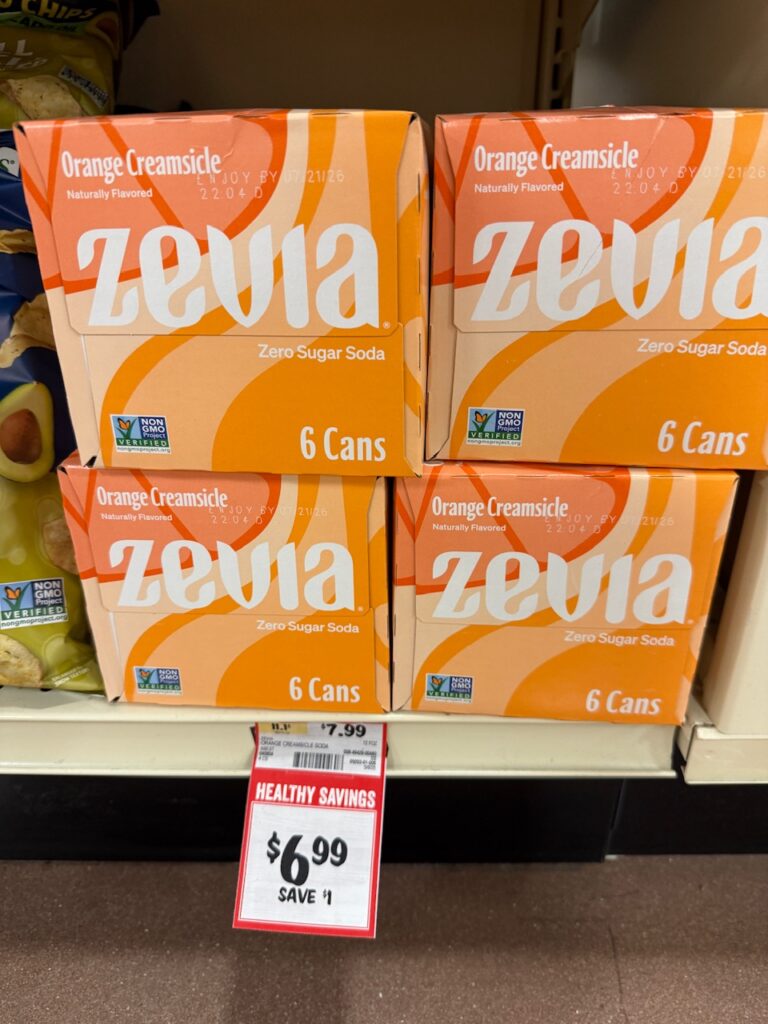 CHIPS
Orange Creamsicle
Naturally Flavored
ENJOY BY 07/21/26
22:04 D
zevia
Zero Sugar Soda
NON
GMO
Project
VERIFIED
nongmoproject.org
6 Cans
Orange Creamsicle
Naturally Flavored
ENJOY BY 07/21/26
22:04 D
zevia
Zero Sugar Soda
NON
GMO
Project
VERIFIED
nongmoproject.org
6 Cans
Orange Creamsicle
Naturally Flavored
ENJOY BY 07/21/26
22:04 D
zevia
Zero Sugar Soda
NON
GMO
Project
VERIFIED
6 Cans
Orange Creamsicle
Naturally Flavored
ENJOY BY 07/21/26
22:04 D
zevia
Zero Sugar Soda
NON
GMO
Project
VERIFIED
6 Cans
NON
GMO
Project
VERIFIED
nongmoproject.org
$7.99
ORANGE CREAMSICLE SODA
HEALTHY SAVINGS
$6.99
SAVE $1